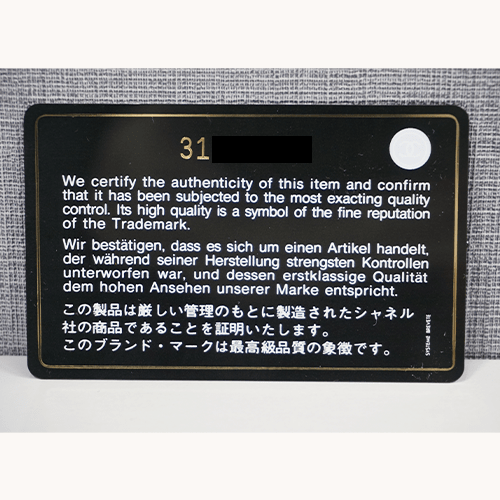 31
We certify the authenticity of this item and confirm
that it has been subjected to the most exacting quality
control. Its high quality is a symbol of the fine reputation
of the Trademark.
Wir bestätigen, dass es sich um einen Artikel handelt,
der während seiner Herstellung strengsten Kontrollen
unterworfen war, und dessen erstklassige Qualität
dem hohen Ansehen unserer Marke entspricht.
この製品は厳しい管理のもとに製造されたシャネル
社の商品であることを証明いたします。
このブランド・マークは最高級品質の象徴です。
SYSTEME BREVETE